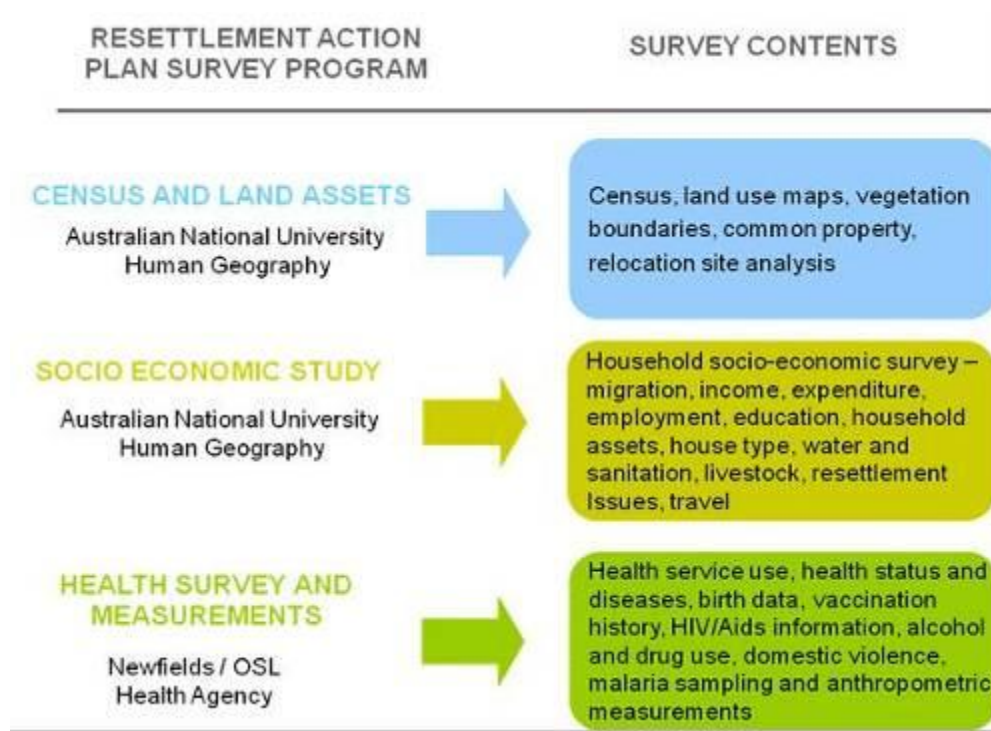 RESETTLEMENT ACTION
PLAN SURVEY PROGRAM
SURVEY CONTENTS
CENSUS AND LAND ASSETS
Australian National University
Human Geography
Census, land use maps, vegetation
boundaries, common property,
relocation site analysis
SOCIO ECONOMIC STUDY
Australian National University
Human Geography
Household socio-economic survey –
migration, income, expenditure,
employment, education, household
assets, house type, water and
sanitation, livestock, resettlement
Issues, travel
HEALTH SURVEY AND
MEASUREMENTS
Newfields / OSL
Health Agency
Health service use, health status and
diseases, birth data, vaccination
history, HIV/Aids information, alcohol
and drug use, domestic violence,
malaria sampling and anthropometric
measurements